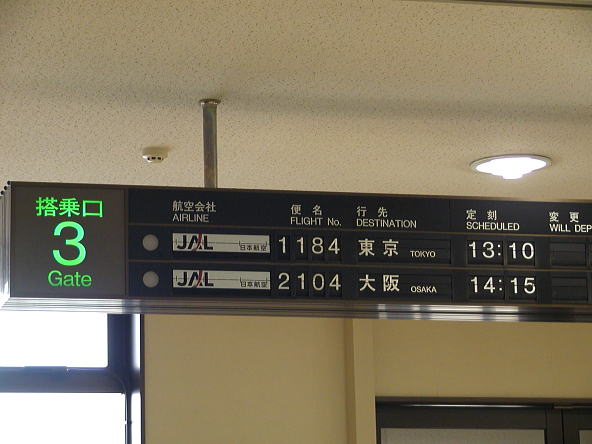 搭乗口
3
Gate
航空会社 便名 行先 定刻 変更
AIRLINE FLIGHT No. DESTINATION SCHEDULED WILL DEP
JAL 日本航空 1184 東京 TOKYO 13:10
JAL 日本航空 2104 大阪 OSAKA 14:15